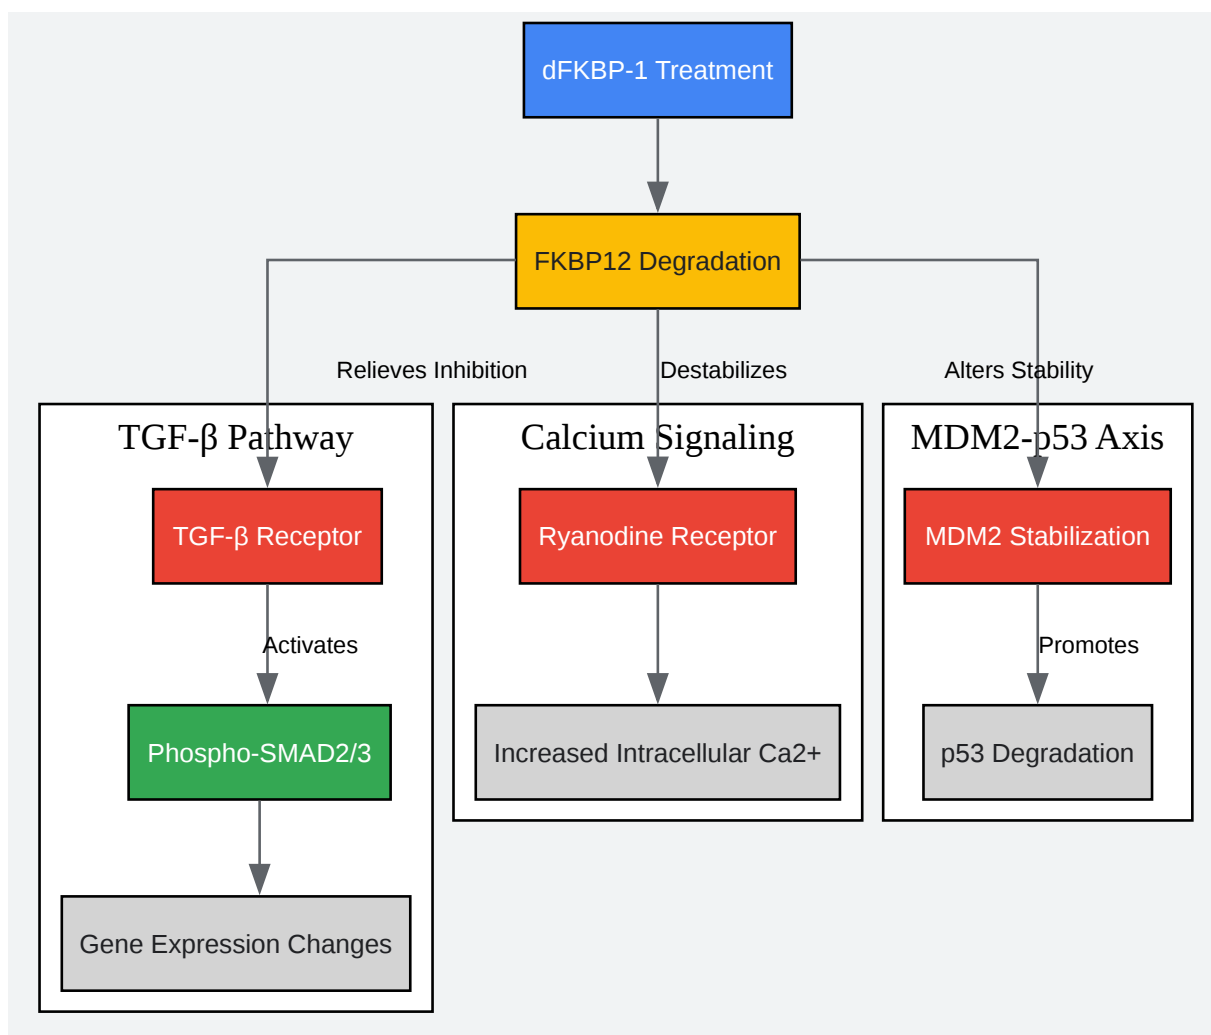 dFKBP-1 Treatment
FKBP12 Degradation
Relieves Inhibition
Destabilizes
Alters Stability
TGF-β Pathway
Calcium Signaling
MDM2-p53 Axis
TGF-β Receptor
Ryanodine Receptor
MDM2 Stabilization
Activates
Promotes
Phospho-SMAD2/3
Increased Intracellular Ca2+
p53 Degradation
Gene Expression Changes